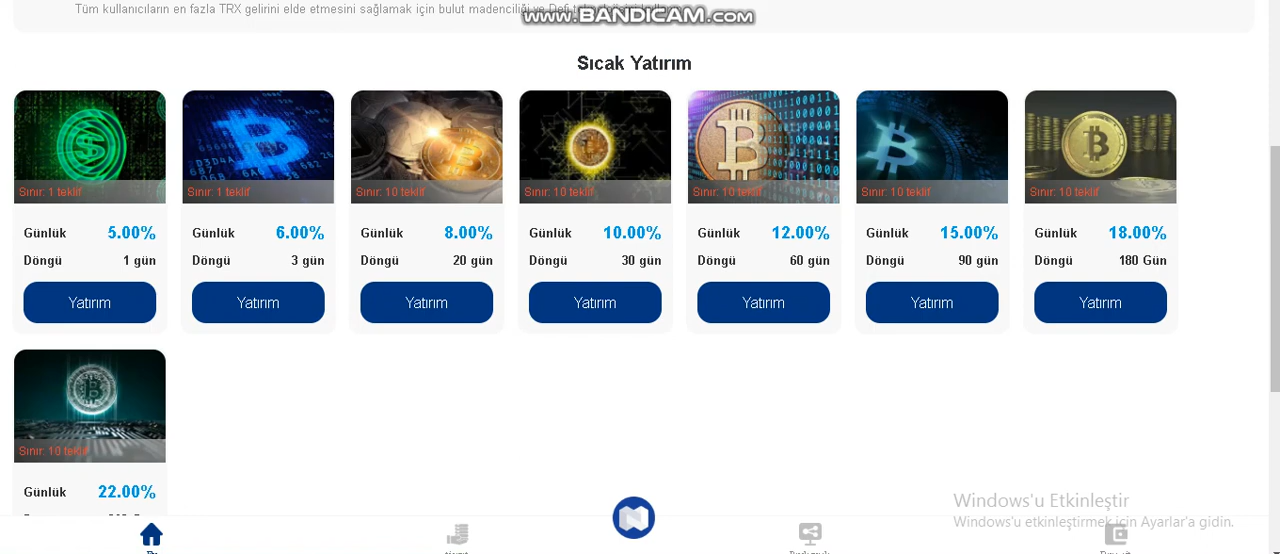 Tüm kullanıcıların en fazla TRX gelirini elde etmesini sağlamak için bulut madenciliği ve Defi
www.BANDICAM.com
Sıcak Yatırım
Sınır: 1 teklif
Günlük 5.00%
Döngü 1 gün
Yatırım
Sınır: 1 teklif
Günlük 6.00%
Döngü 3 gün
Yatırım
Sınır: 10 teklif
Günlük 8.00%
Döngü 20 gün
Yatırım
Sınır: 10 teklif
Günlük 10.00%
Döngü 30 gün
Yatırım
Sınır: 10 teklif
Günlük 12.00%
Döngü 60 gün
Yatırım
Sınır: 10 teklif
Günlük 15.00%
Döngü 90 gün
Yatırım
Sınır: 10 teklif
Günlük 18.00%
Döngü 180 Gün
Yatırım
Sınır: 10 teklif
Günlük 22.00%
Windows'u Etkinleştir
Windows'u etkinleştirmek için Ayarlar'a gidin.